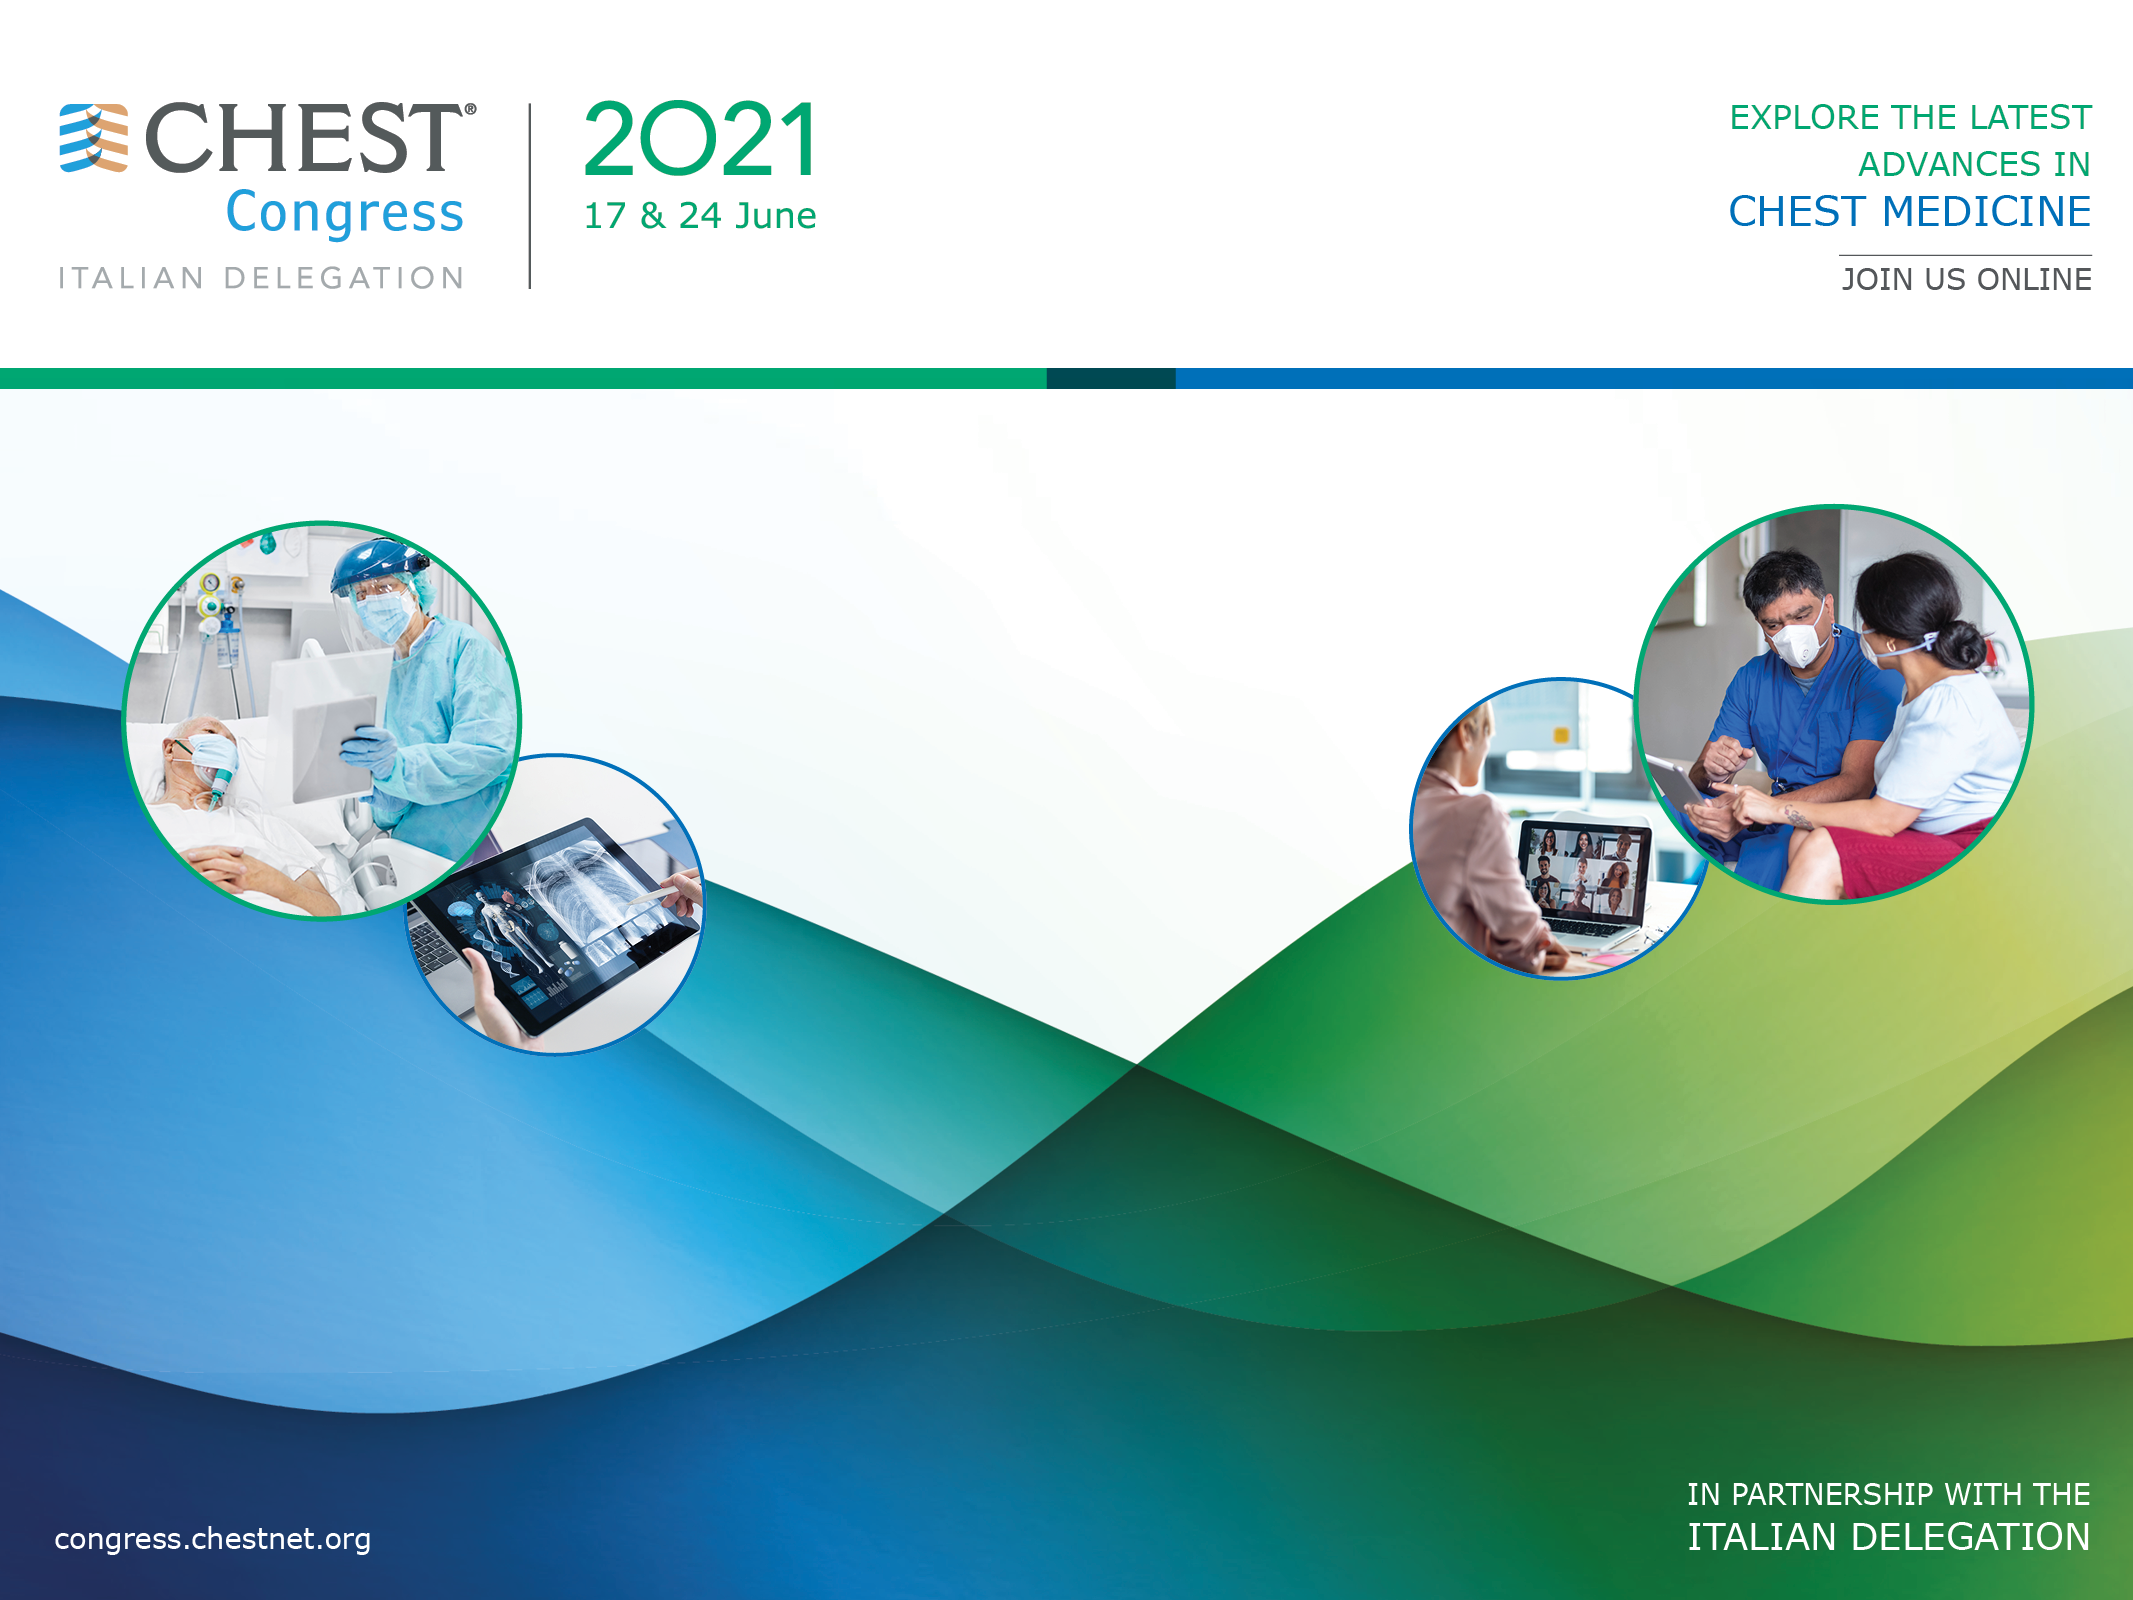 CHEST®
Congress
ITALIAN DELEGATION
2021
17 & 24 June
EXPLORE THE LATEST
ADVANCES IN
CHEST MEDICINE
JOIN US ONLINE
congress.chestnet.org
IN PARTNERSHIP WITH THE
ITALIAN DELEGATION